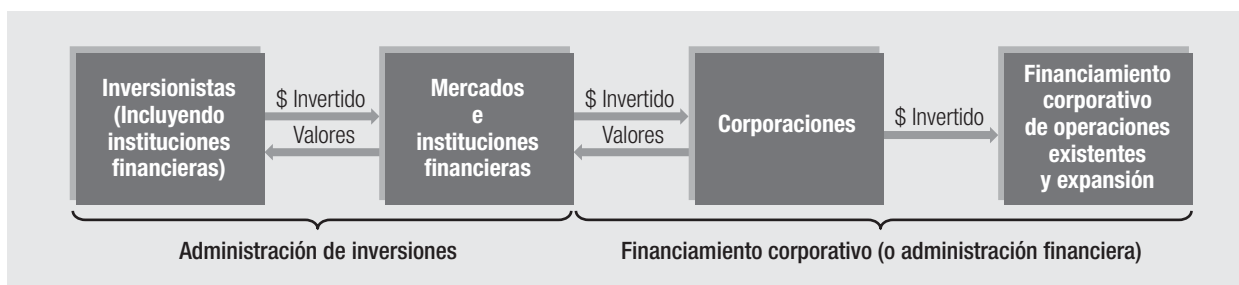 Inversionistas
(Incluyendo
instituciones
financieras)
$ Invertido
Valores
Mercados
e
instituciones
financieras
$ Invertido
Valores
Corporaciones
$ Invertido
Financiamiento
corporativo
de operaciones
existentes
y expansión
Administración de inversiones
Financiamiento corporativo (o administración financiera)